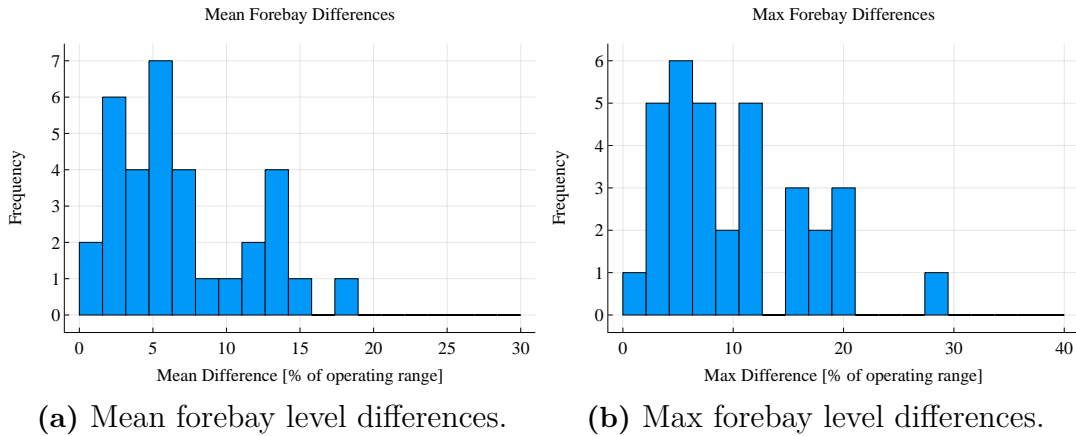 Mean Forebay Differences
7
6
5
4
3
2
1
0
Frequency
0 5 10 15 20 25 30
Mean Difference [% of operating range]
(a) Mean forebay level differences.
Max Forebay Differences
6
5
4
3
2
1
0
Frequency
0 10 20 30 40
Max Difference [% of operating range]
(b) Max forebay level differences.